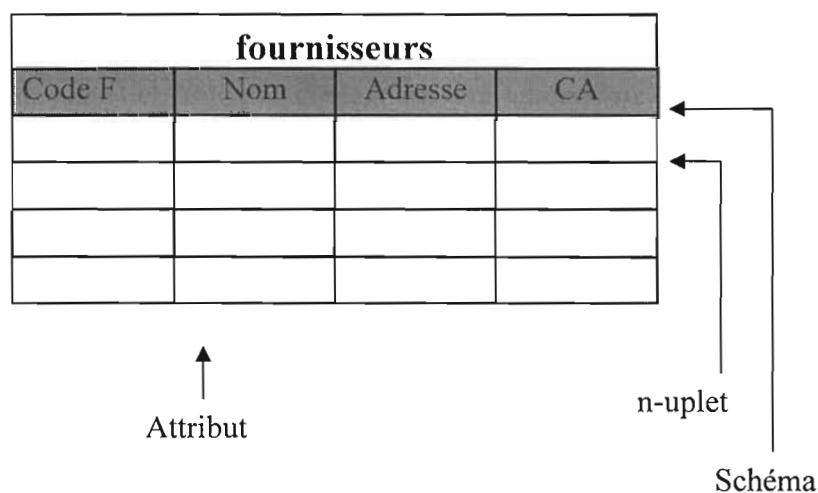 fournisseurs
Code F Nom Adresse CA
n-uplet
Attribut
Schéma